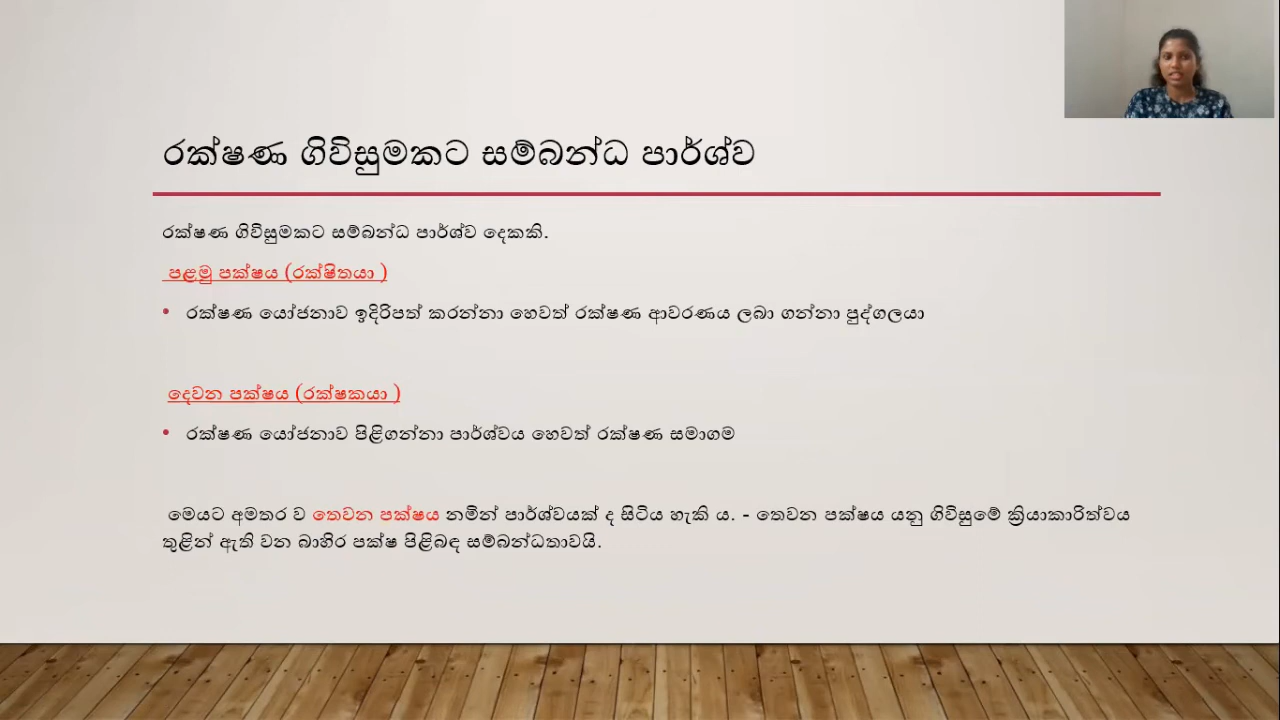 රක්ෂණ ගිවිසුමකට සම්බන්ධ පාර්ශ්ව
රක්ෂණ ගිවිසුමකට සම්බන්ධ පාර්ශ්ව දෙකකි.
පළමු පක්ෂය (රක්ෂිතයා )
• රක්ෂණ යෝජනාව ඉදිරිපත් කරන්නා හෙවත් රක්ෂණ ආවරණය ලබා ගන්නා පුද්ගලයා
දෙවන පක්ෂය (රක්ෂකයා )
• රක්ෂණ යෝජනාව පිළිගන්නා පාර්ශ්වය හෙවත් රක්ෂණ සමාගම
මෙයට අමතර ව තෙවන පක්ෂය නමින් පාර්ශ්වයක් ද සිටිය හැකි ය. - තෙවන පක්ෂය යනු ගිවිසුමේ ක්‍රියාකාරිත්වය
තුළින් ඇති වන බාහිර පක්ෂ පිළිබඳ සම්බන්ධතාවයි.